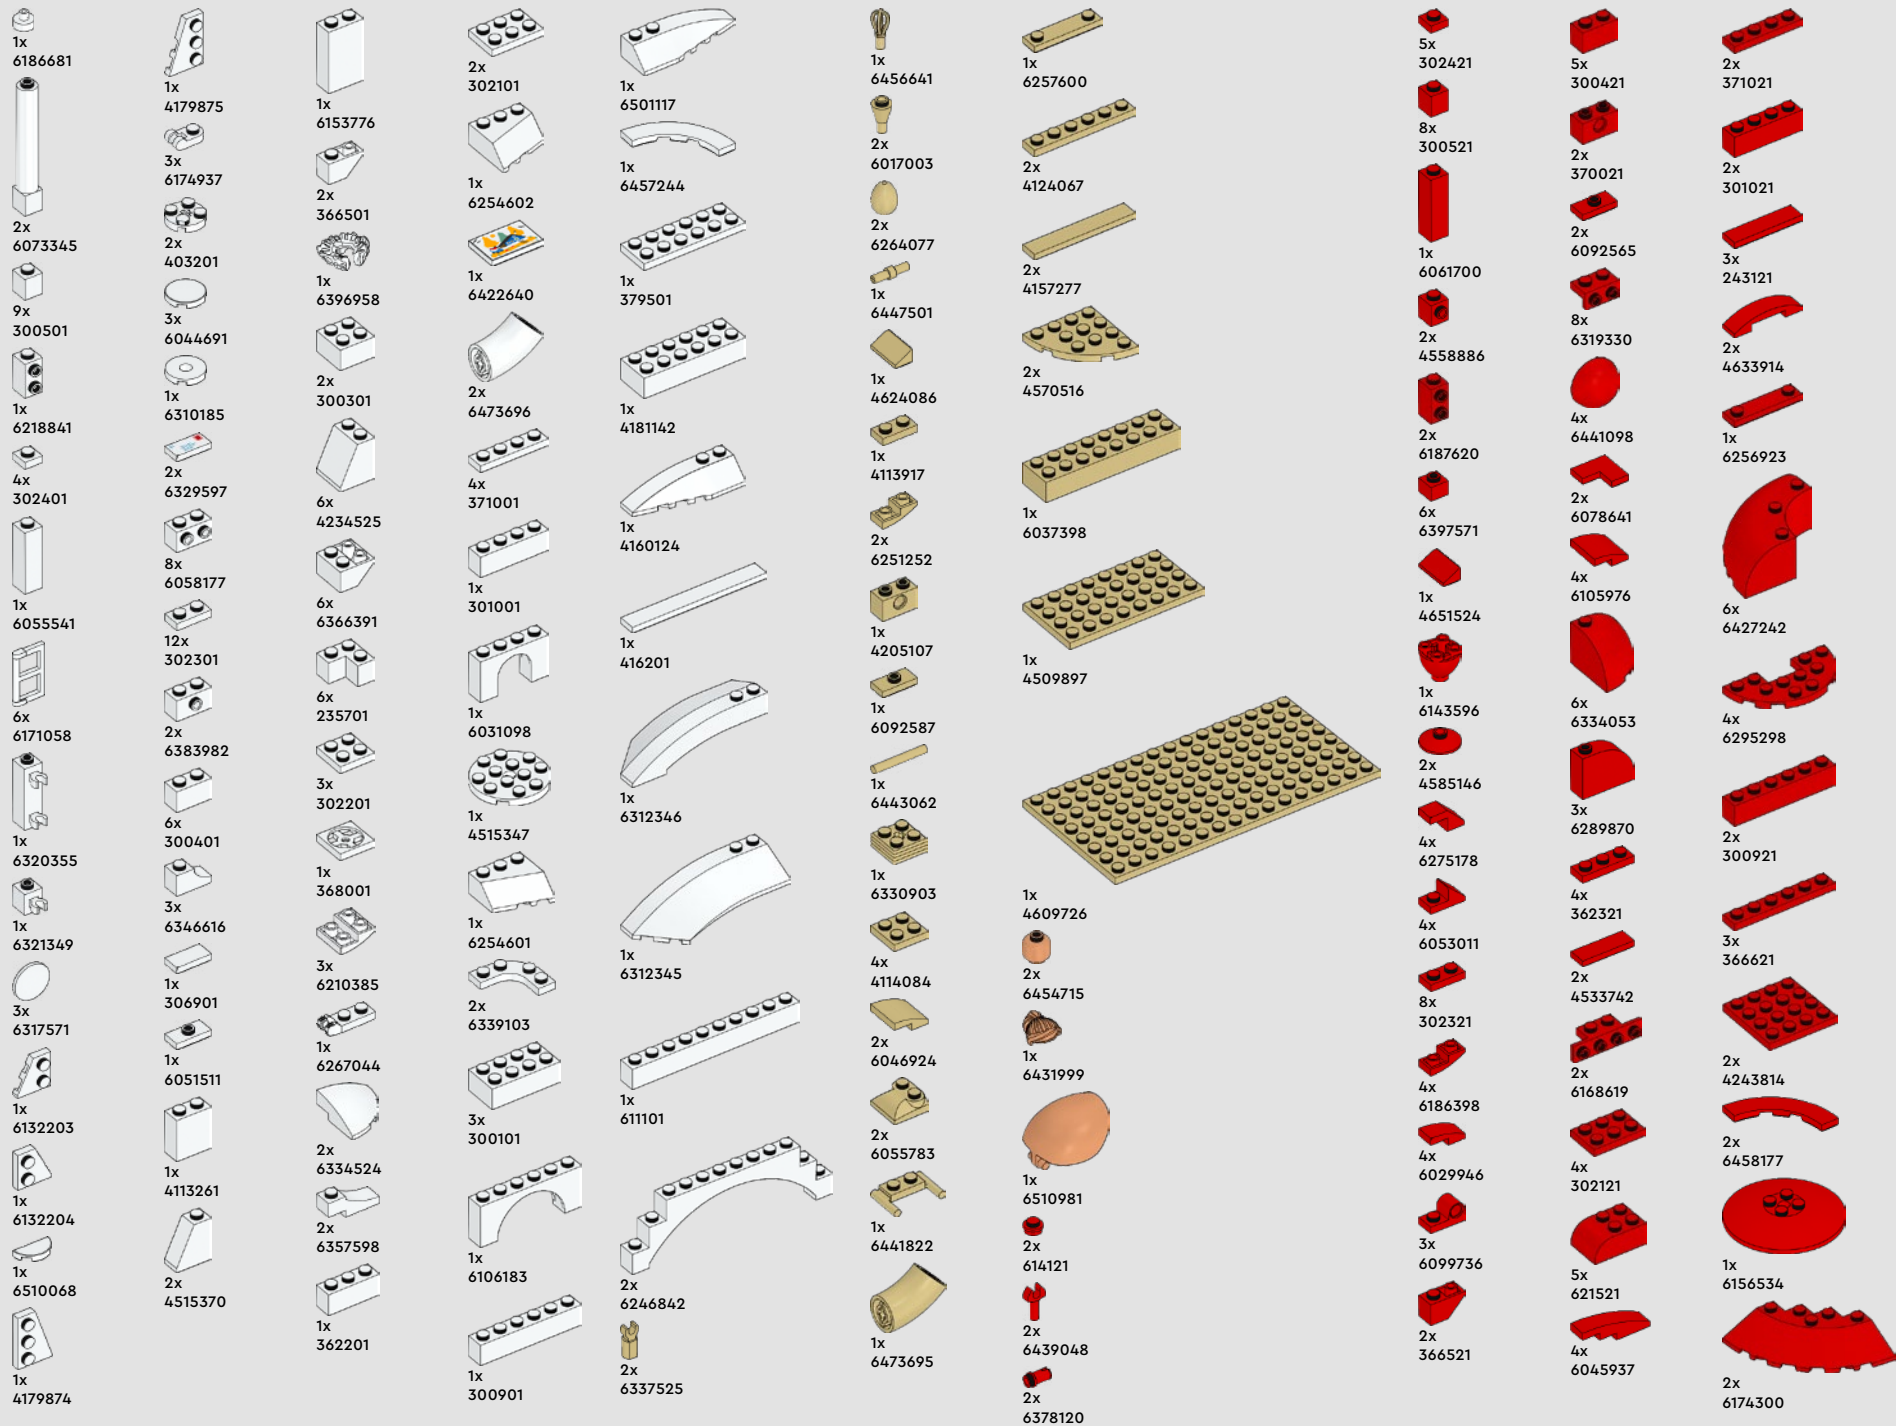 1x
6186681
2x
6073345
9x
300501
1x
6218841
4x
302401
1x
6055541
6x
6171058
1x
6320355
1x
6321349
3x
6317571
1x
6132203
1x
6132204
1x
6510068
1x
4179874
1x
4179875
3x
6174937
2x
403201
3x
6044691
1x
6310185
2x
6329597
8x
6058177
12x
302301
2x
6383982
6x
300401
3x
6346616
1x
306901
1x
6051511
1x
4113261
2x
4515370
1x
6153776
2x
366501
1x
6396958
2x
300301
6x
4234525
6x
6366391
6x
235701
3x
302201
1x
368001
3x
6210385
1x
6267044
2x
6334524
2x
6357598
1x
362201
2x
302101
1x
6254602
1x
6422640
2x
6473696
4x
371001
1x
301001
1x
6031098
1x
4515347
1x
6254601
2x
6339103
3x
300101
1x
6106183
1x
300901
1x
6501117
1x
6457244
1x
379501
1x
4181142
1x
4160124
1x
416201
1x
6312346
1x
6312345
1x
611101
2x
6246842
2x
6337525
1x
6456641
2x
6017003
2x
6264077
1x
6447501
1x
4624086
1x
4113917
2x
6251252
1x
4205107
1x
6092587
1x
6443062
1x
6330903
4x
4114084
2x
6046924
2x
6055783
1x
6441822
1x
6473695
1x
6257600
2x
4124067
2x
4157277
2x
4570516
1x
6037398
1x
4509897
1x
4609726
2x
6454715
1x
6431999
1x
6510981
2x
614121
2x
6439048
2x
6378120
5x
302421
8x
300521
1x
6061700
2x
4558886
2x
6187620
6x
6397571
1x
4651524
1x
6143596
2x
4585146
4x
6275178
4x
6053011
8x
302321
4x
6186398
4x
6029946
3x
6099736
2x
366521
5x
300421
2x
370021
2x
6092565
8x
6319330
4x
6441098
2x
6078641
4x
6105976
6x
6334053
3x
6289870
4x
362321
2x
4533742
2x
6168619
4x
302121
5x
621521
4x
6045937
2x
371021
2x
301021
3x
243121
2x
4633914
1x
6256923
6x
6427242
4x
6295298
2x
300921
3x
366621
2x
4243814
2x
6458177
1x
6156534
2x
6174300